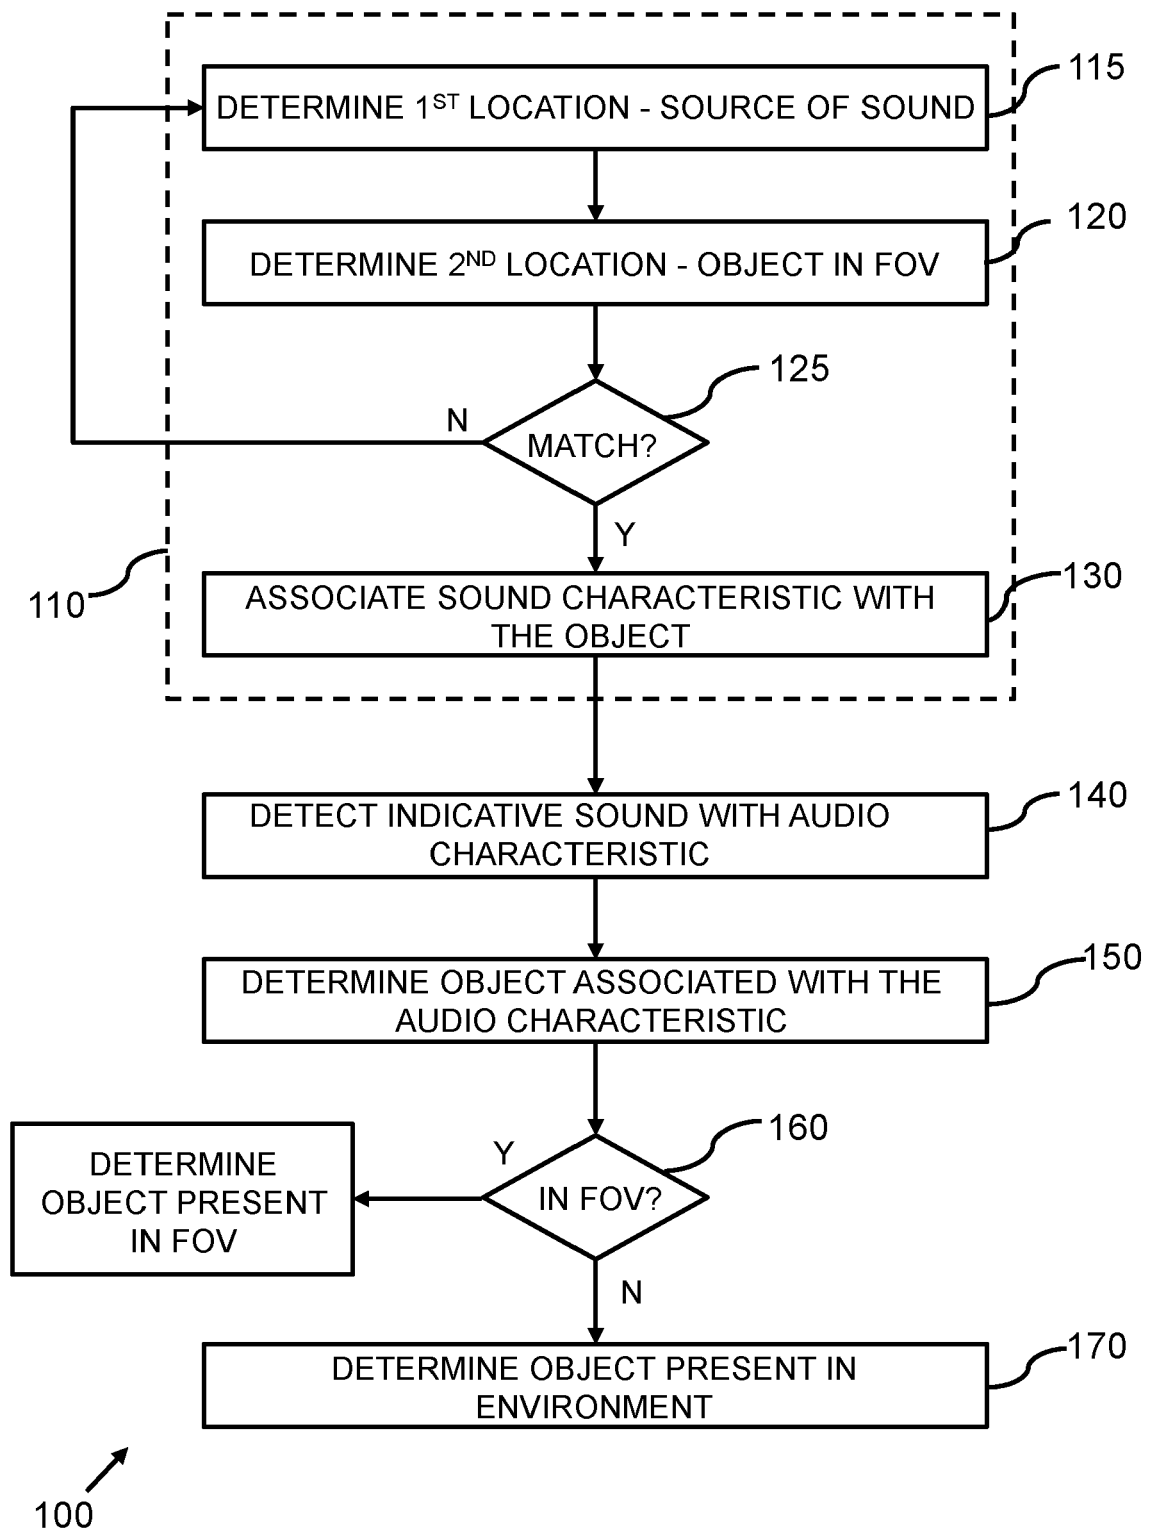 115
DETERMINE 1ST LOCATION - SOURCE OF SOUND
120
DETERMINE 2ND LOCATION - OBJECT IN FOV
125
N
MATCH?
Y
110
130
ASSOCIATE SOUND CHARACTERISTIC WITH
THE OBJECT
140
DETECT INDICATIVE SOUND WITH AUDIO
CHARACTERISTIC
150
DETERMINE OBJECT ASSOCIATED WITH THE
AUDIO CHARACTERISTIC
160
Y
DETERMINE
OBJECT PRESENT
IN FOV
IN FOV?
N
170
DETERMINE OBJECT PRESENT IN
ENVIRONMENT
100